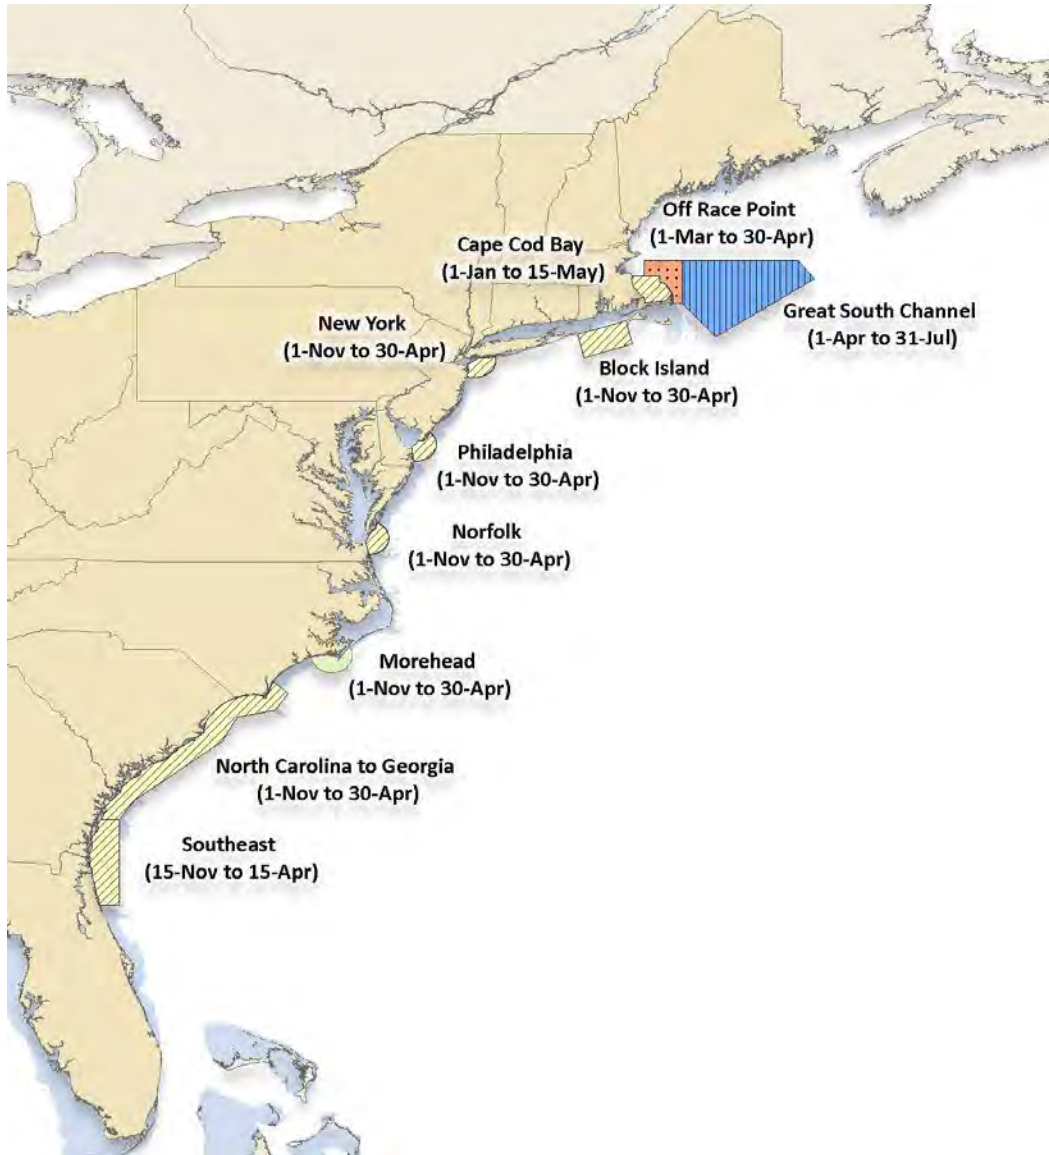 Off Race Point
(1-Mar to 30-Apr)
Cape Cod Bay
(1-Jan to 15-May)
Great South Channel
(1-Apr to 31-Jul)
New York
(1-Nov to 30-Apr)
Block Island
(1-Nov to 30-Apr)
Philadelphia
(1-Nov to 30-Apr)
Norfolk
(1-Nov to 30-Apr)
Morehead
(1-Nov to 30-Apr)
North Carolina to Georgia
(1-Nov to 30-Apr)
Southeast
(15-Nov to 15-Apr)